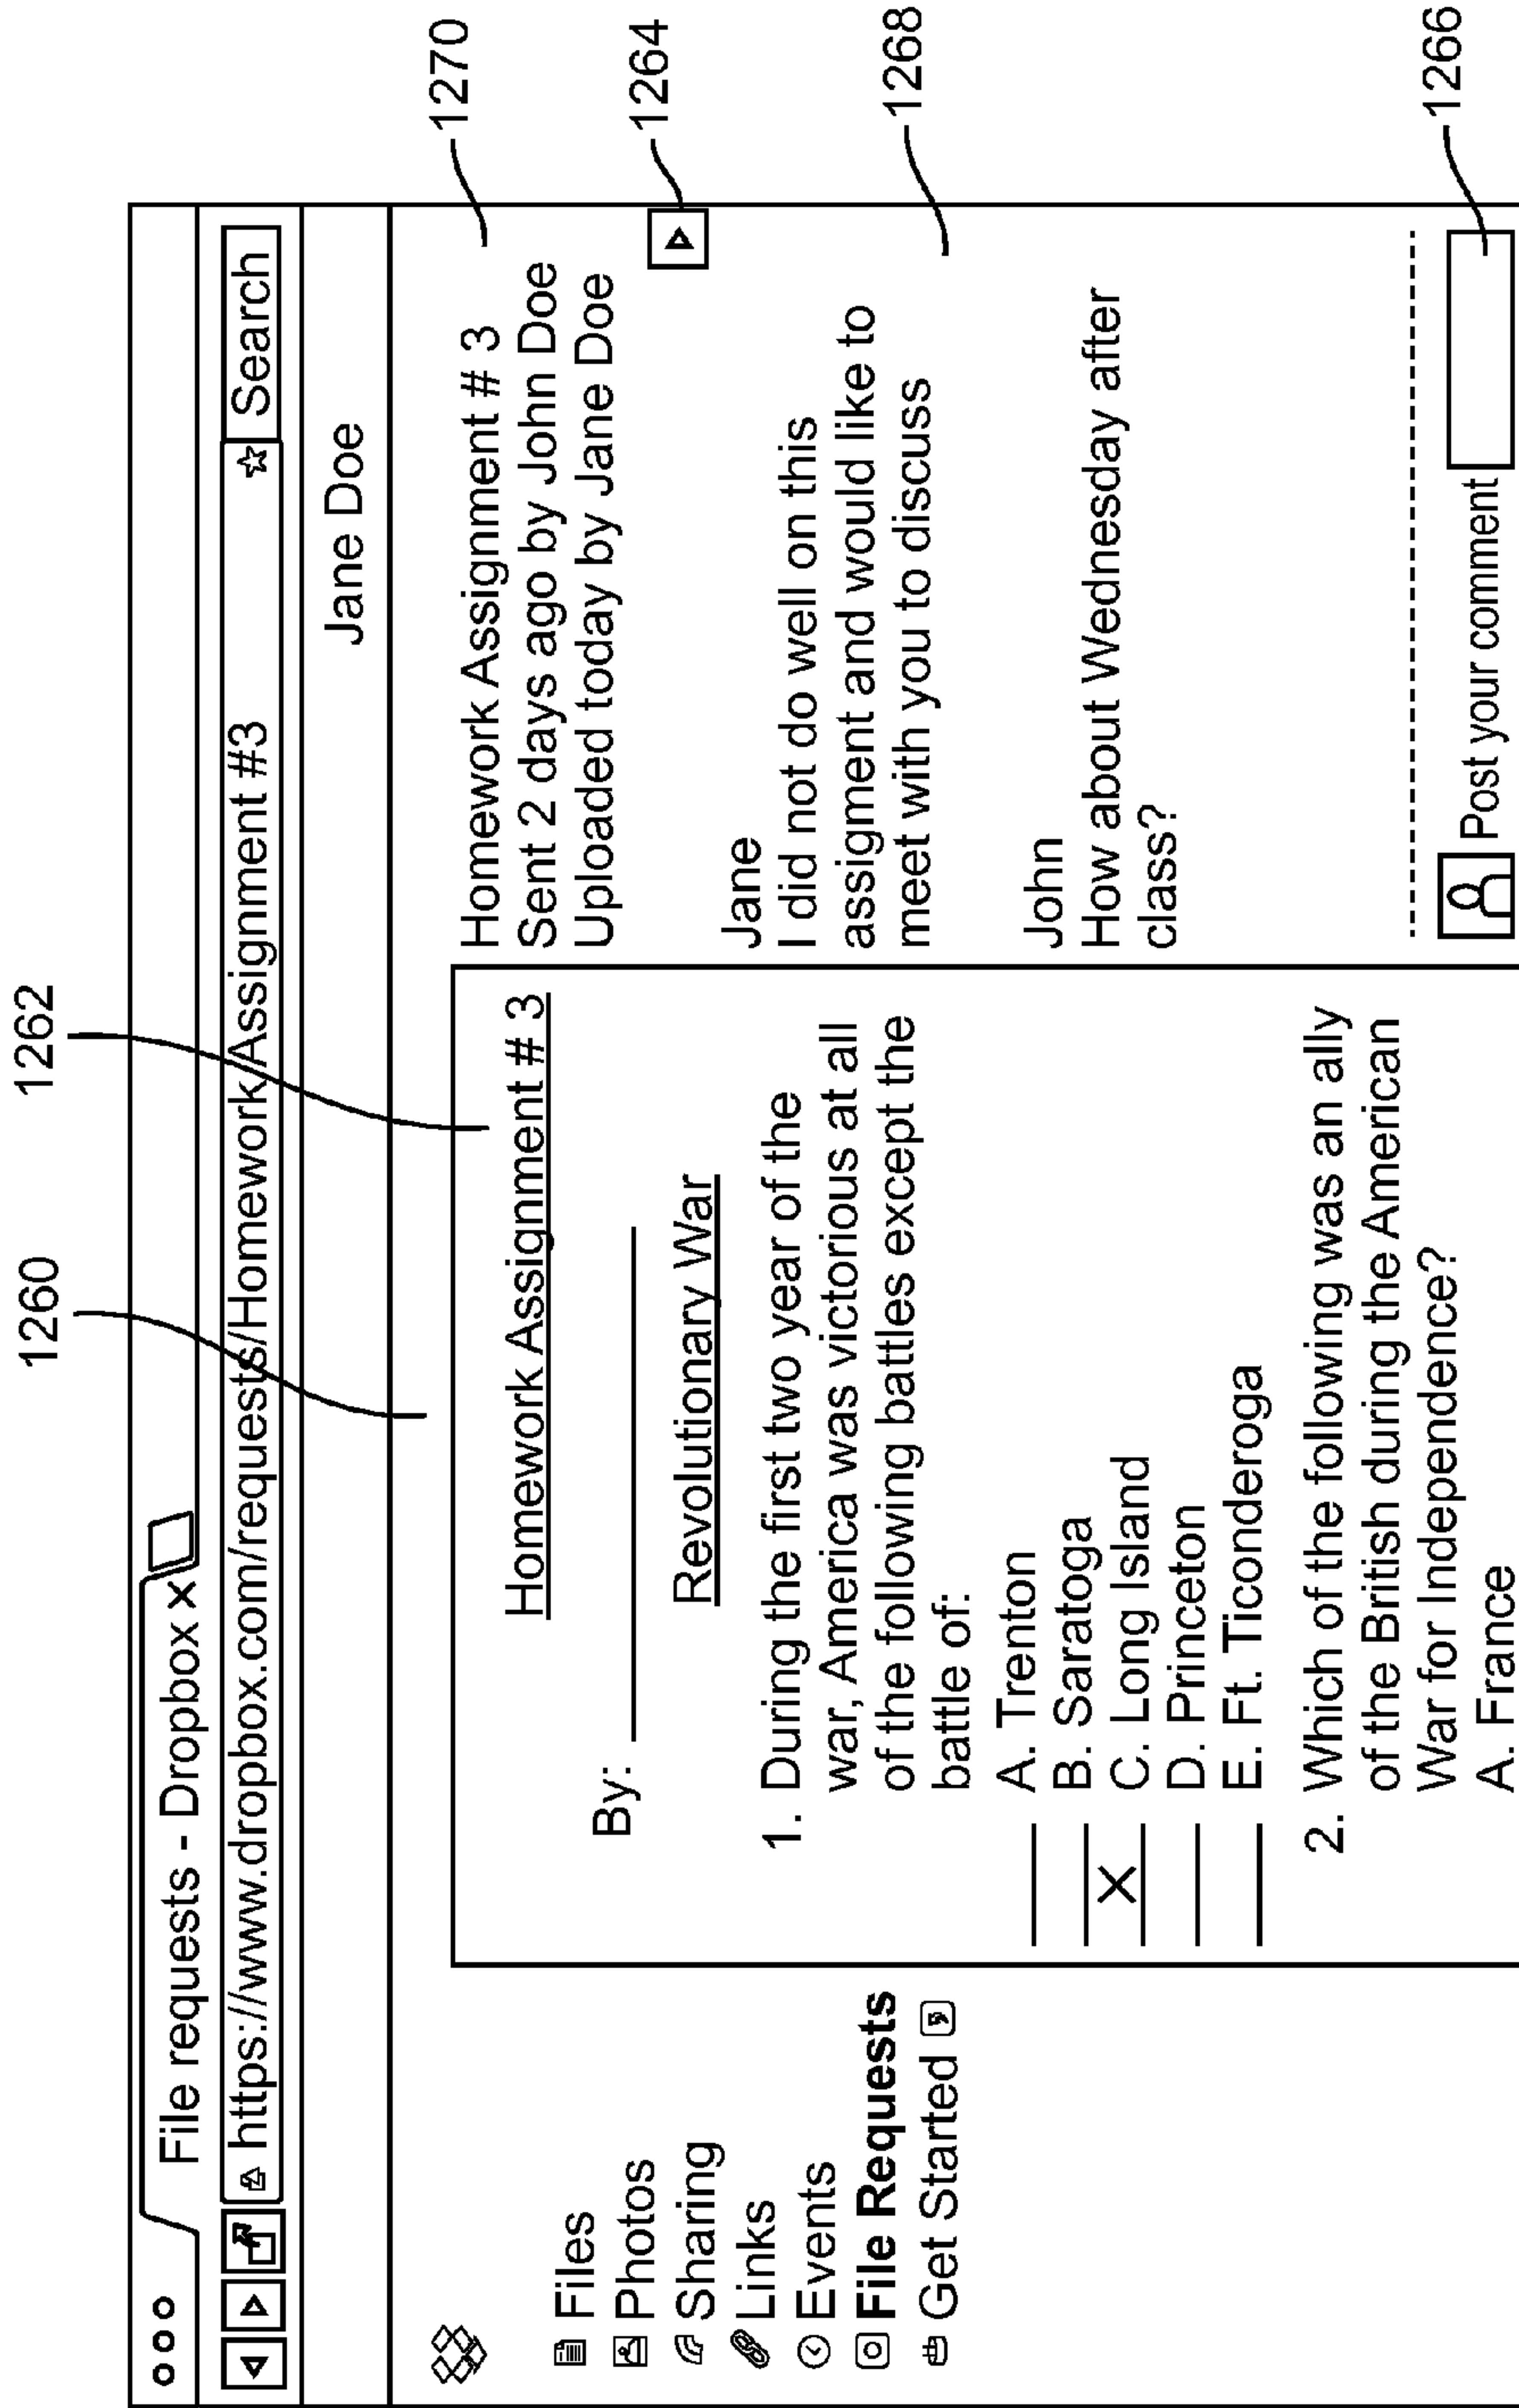 1260
1262
File requests - Dropbox x
https://www.dropbox.com/requests/Homework Assignment #3
Search
Jane Doe
Files
Photos
Sharing
Links
Events
File Requests
Get Started
Homework Assignment # 3
By:
Revolutionary War
1. During the first two year of the
war, America was victorious at all
of the following battles except the
battle of:
A. Trenton
B. Saratoga
X C. Long Island
D. Princeton
E. Ft. Ticonderoga
2. Which of the following was an ally
of the British during the American
War for Independence?
A. France
Homework Assignment # 3
Sent 2 days ago by John Doe
Uploaded today by Jane Doe
1270
1264
Jane
I did not do well on this
assigment and would like to
meet with you to discuss
1268
John
How about Wednesday after
class?
Post your comment
1266